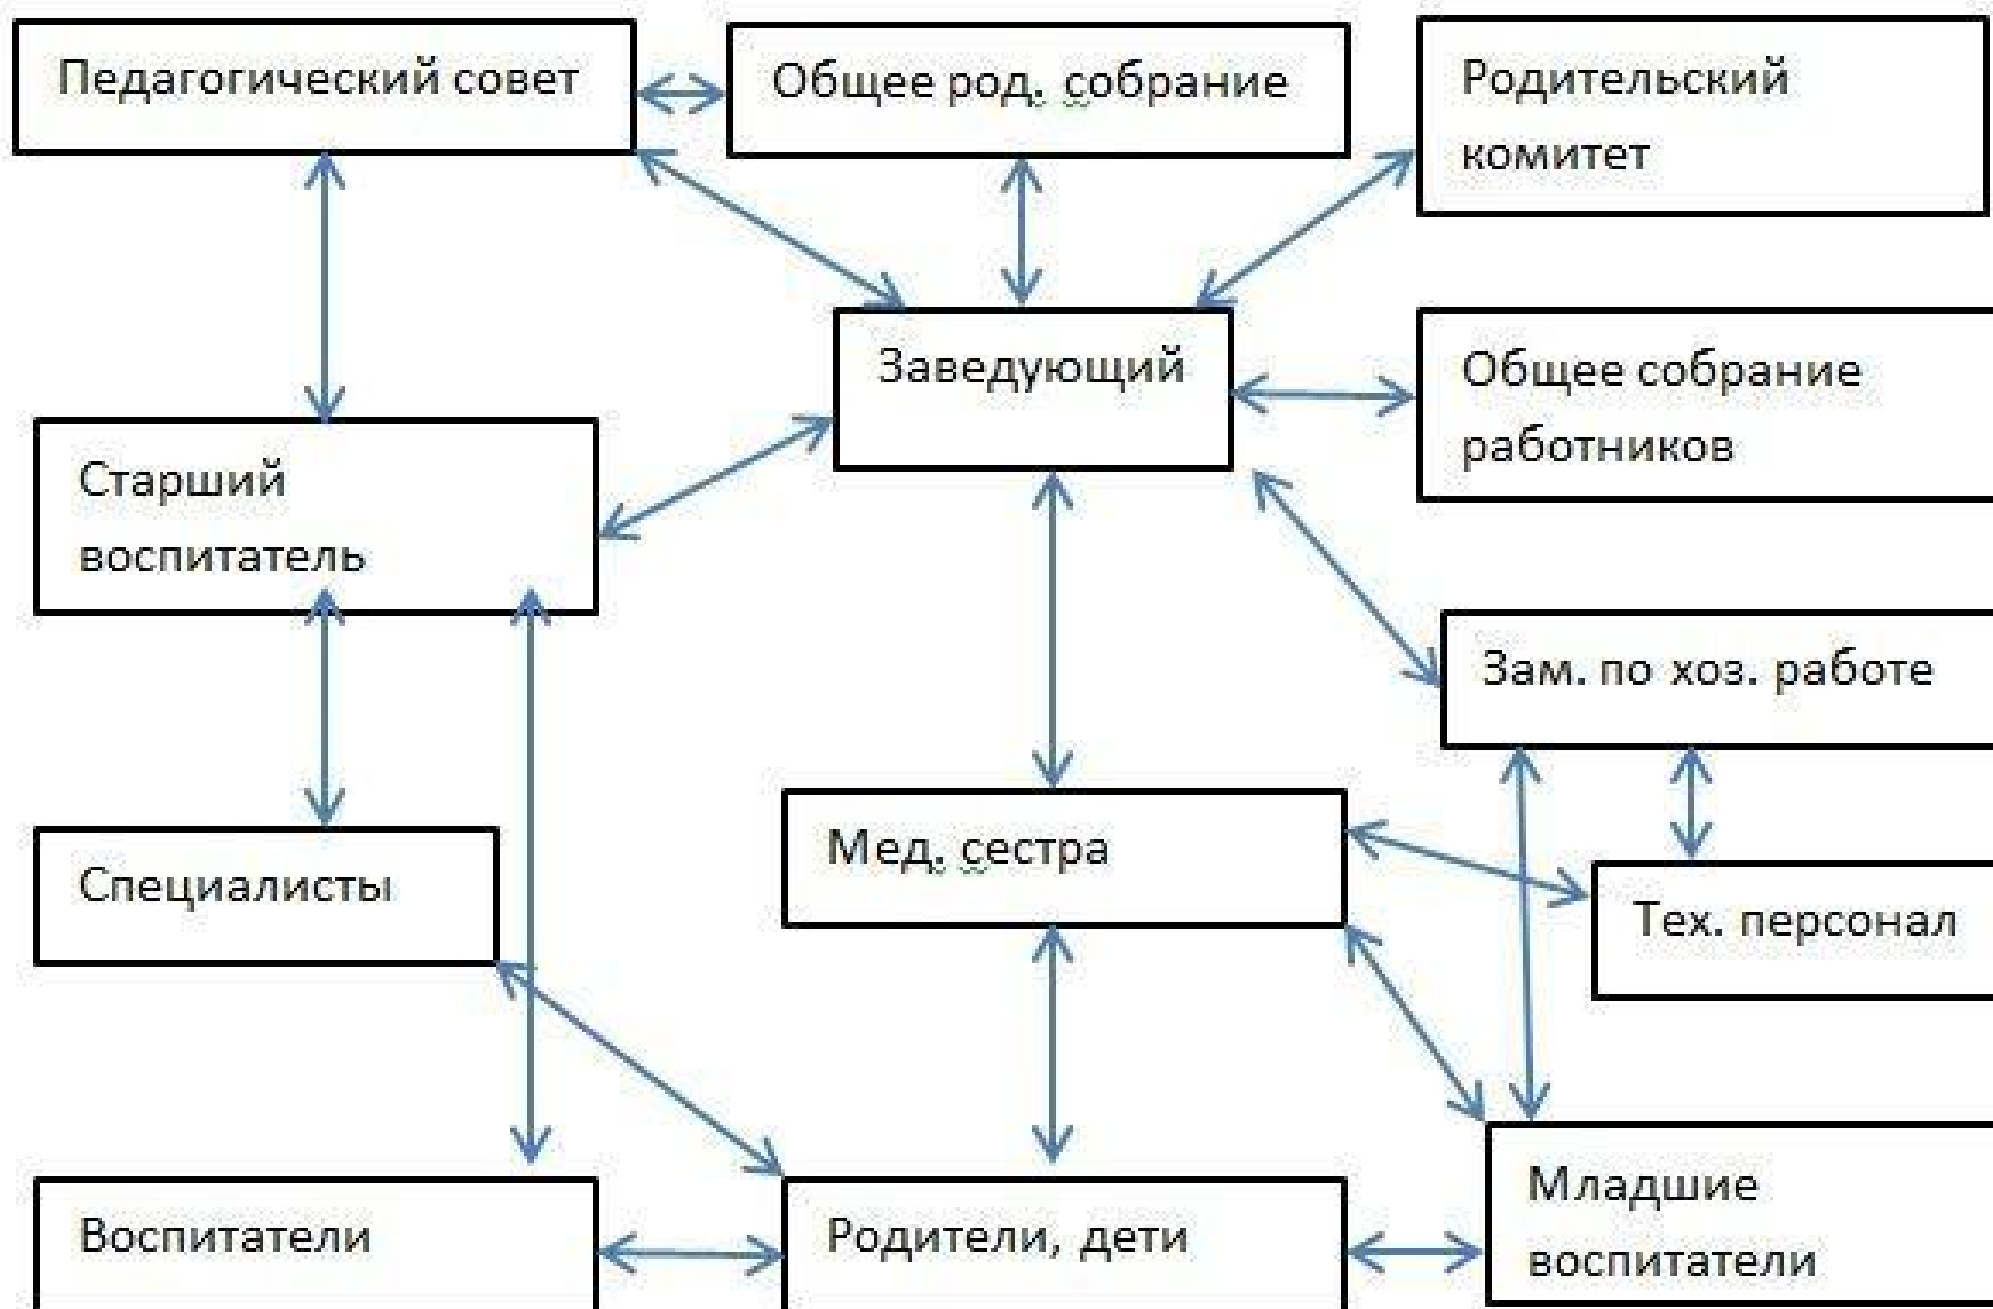 Педагогический совет
Общее род. собрание
Родительский
комитет
Заведующий
Общее собрание
работников
Старший
воспитатель
Зам. по хоз. работе
Мед. сестра
Специалисты
Тех. персонал
Младшие
воспитатели
Воспитатели
Родители, дети